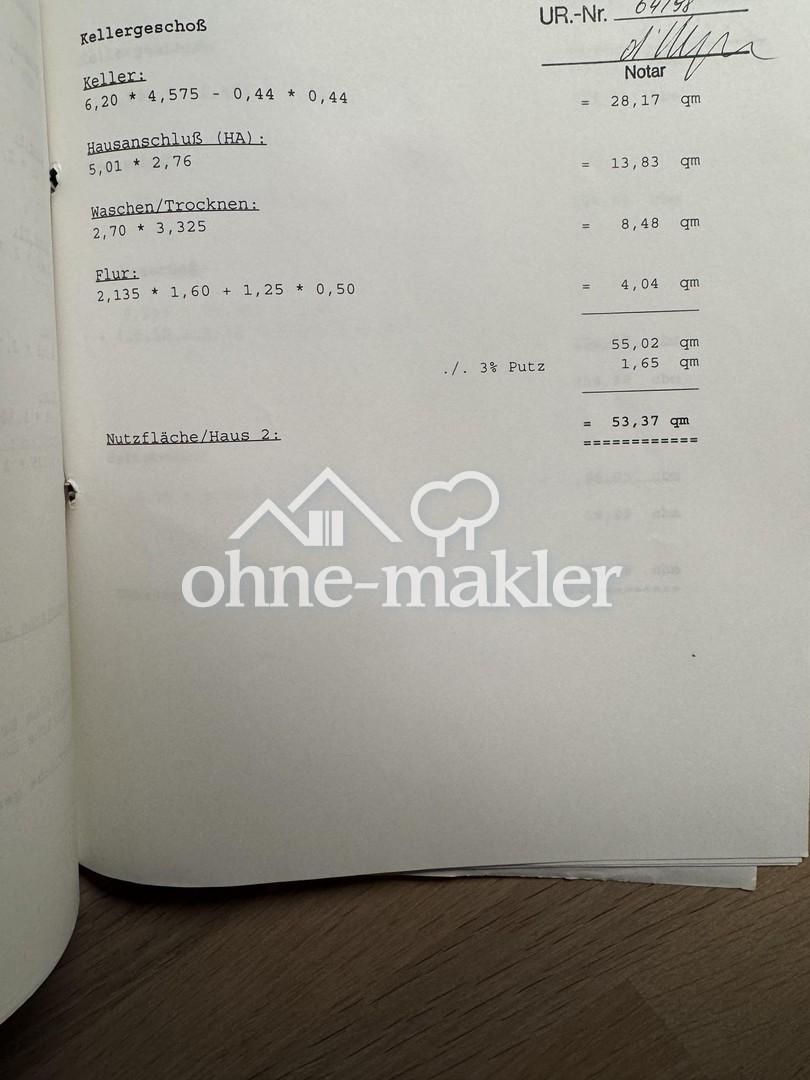 Kellergeschoß
UR.-Nr. 64/98
Notar
Keller:
6,20 * 4,575 - 0,44 * 0,44 = 28,17 qm
Hausanschluß (HA):
5,01 * 2,76 = 13,83 qm
Waschen/Trocknen:
2,70 * 3,325 = 8,48 qm
Flur:
2,135 * 1,60 + 1,25 * 0,50 = 4,04 qm
55,02 qm
./. 3% Putz 1,65 qm
Nutzfläche/Haus 2: = 53,37 qm
============
ohne-makler